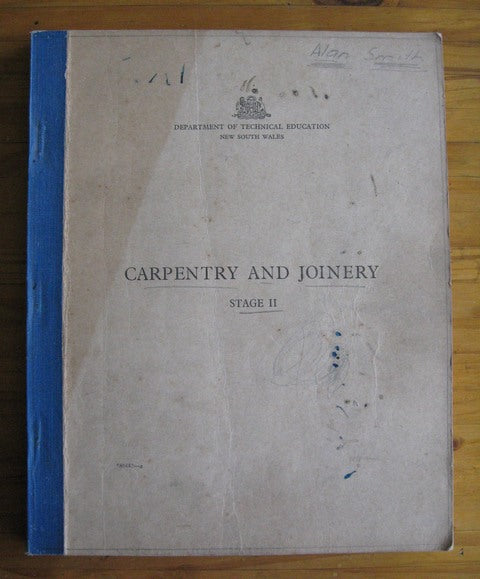 Alan Smith
DEPARTMENT OF TECHNICAL EDUCATION
NEW SOUTH WALES
CARPENTRY AND JOINERY
STAGE II